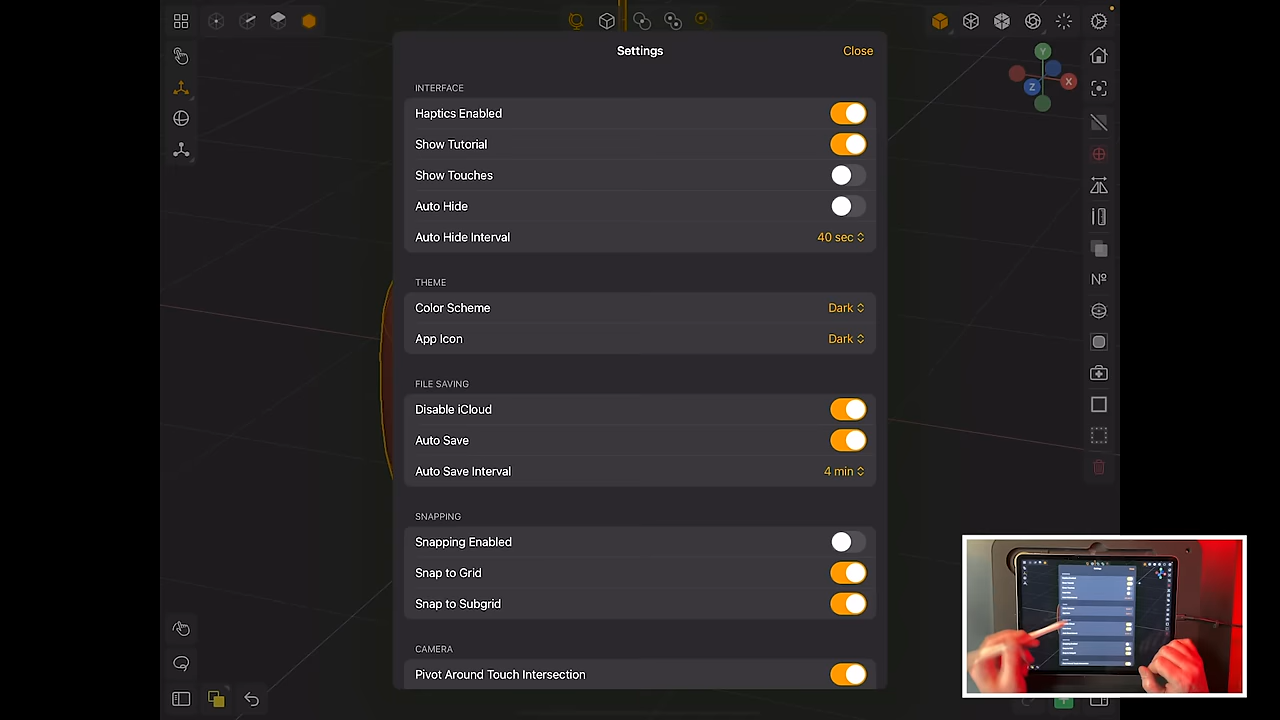 Settings
Close
INTERFACE
Haptics Enabled
Show Tutorial
Show Touches
Auto Hide
Auto Hide Interval 40 sec
THEME
Color Scheme Dark
App Icon Dark
FILE SAVING
Disable iCloud
Auto Save
Auto Save Interval 4 min
SNAPPING
Snapping Enabled
Snap to Grid
Snap to Subgrid
CAMERA
Pivot Around Touch Intersection
Y
X
Z
Nº